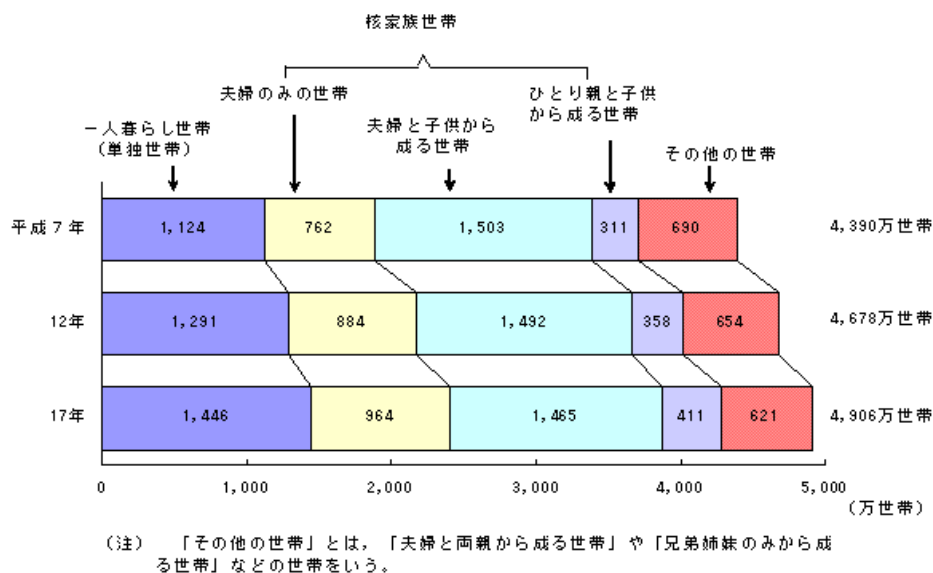 核家族世帯
夫婦のみの世帯
ひとり親と子供
から成る世帯
一人暮らし世帯
(単独世帯)
夫婦と子供から
成る世帯
その他の世帯
平成7年
1,124
762
1,503
311
690
4,390万世帯
12年
1,291
884
1,492
358
654
4,678万世帯
17年
1,446
964
1,465
411
621
4,906万世帯
0
1,000
2,000
3,000
4,000
5,000
(万世帯)
(注) 「その他の世帯」とは,「夫婦と両親から成る世帯」や「兄弟姉妹のみから成
る世帯」などの世帯をいう。